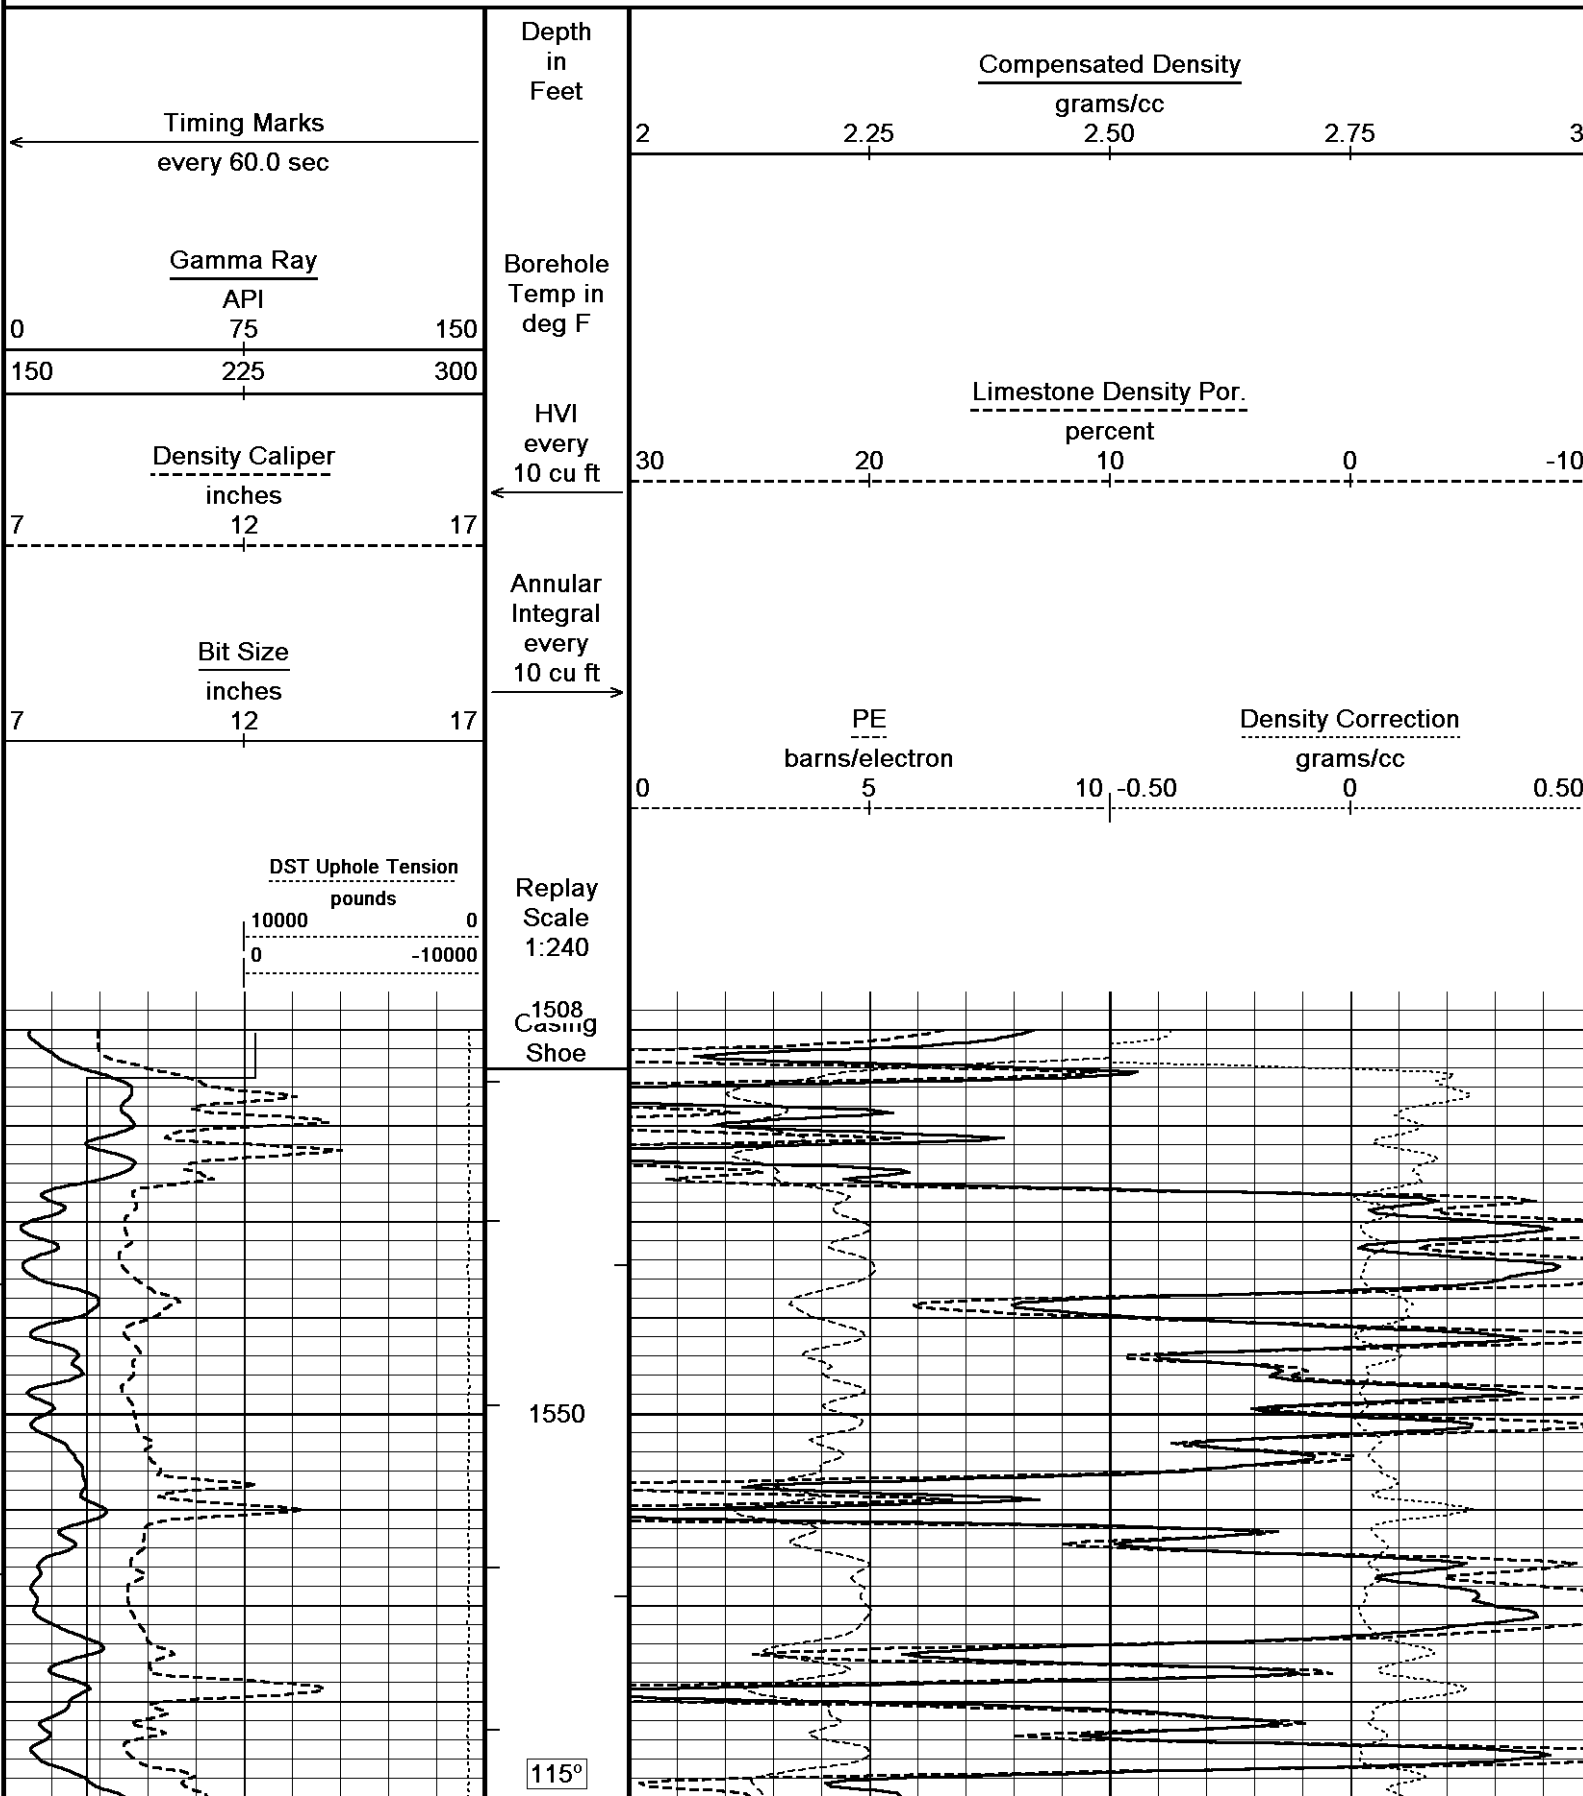 Timing Marks
every 60.0 sec
Gamma Ray
API
0 75 150
150 225 300
Density Caliper
inches
7 12 17
Bit Size
inches
7 12 17
DST Uphole Tension
pounds
10000 0
0 -10000
Depth
in
Feet
Borehole
Temp in
deg F
HVI
every
10 cu ft
Annular
Integral
every
10 cu ft
Replay
Scale
1:240
1508
Casing
Shoe
1550
115º
Compensated Density
grams/cc
2 2.25 2.50 2.75 3
Limestone Density Por.
percent
30 20 10 0 -10
PE
barns/electron
0 5 10
Density Correction
grams/cc
-0.50 0 0.50